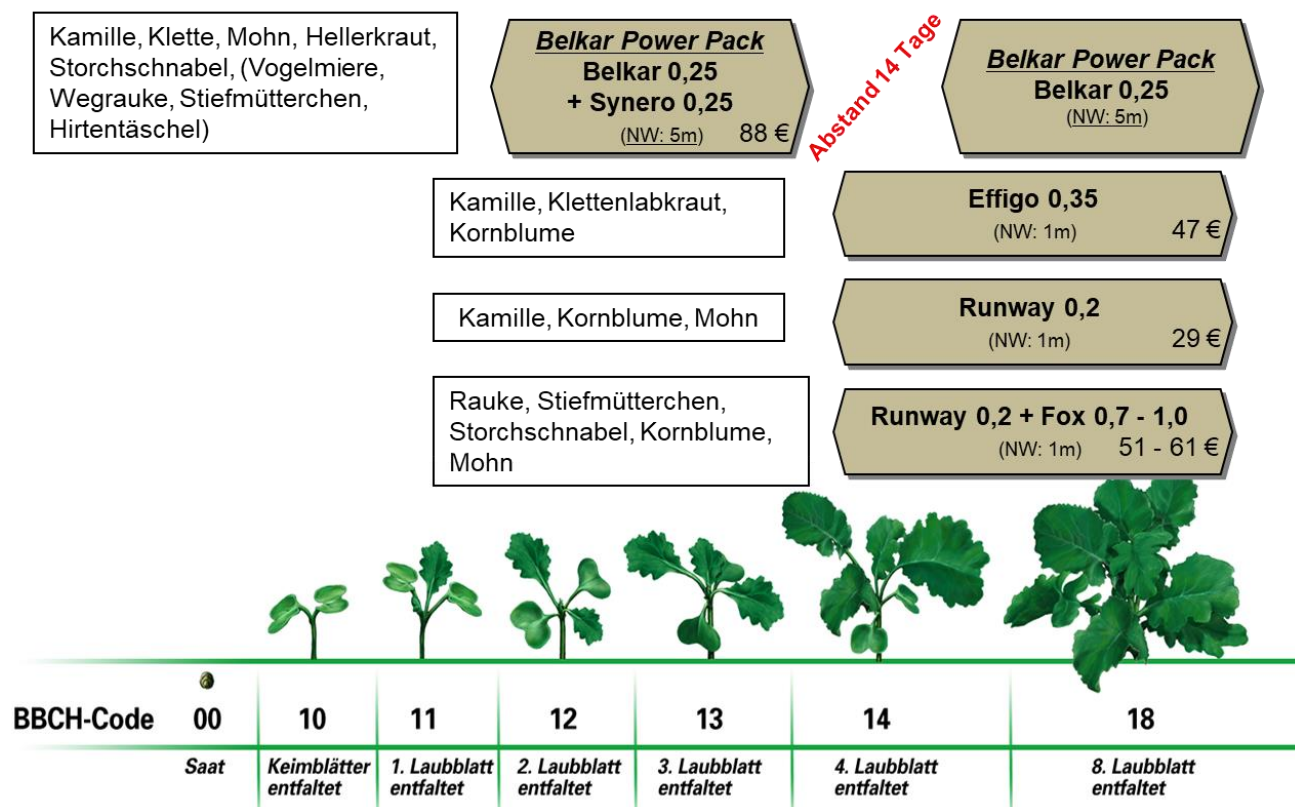 Kamille, Klette, Mohn, Hellerkraut,
Storchschnabel, (Vogelmiere,
Wegrauke, Stiefmütterchen,
Hirtentäschel)
Belkar Power Pack
Belkar 0,25
+ Synero 0,25
(NW: 5m) 88 €
Abstand 14 Tage
Belkar Power Pack
Belkar 0,25
(NW: 5m)
Kamille, Klettenlabkraut,
Kornblume
Effigo 0,35
(NW: 1m) 47 €
Kamille, Kornblume, Mohn
Runway 0,2
(NW: 1m) 29 €
Rauke, Stiefmütterchen,
Storchschnabel, Kornblume,
Mohn
Runway 0,2 + Fox 0,7 - 1,0
(NW: 1m) 51 - 61 €
BBCH-Code 00 10 11 12 13 14 18
Saat Keimblätter 1. Laubblatt 2. Laubblatt 3. Laubblatt 4. Laubblatt 8. Laubblatt
entfaltet entfaltet entfaltet entfaltet entfaltet entfaltet